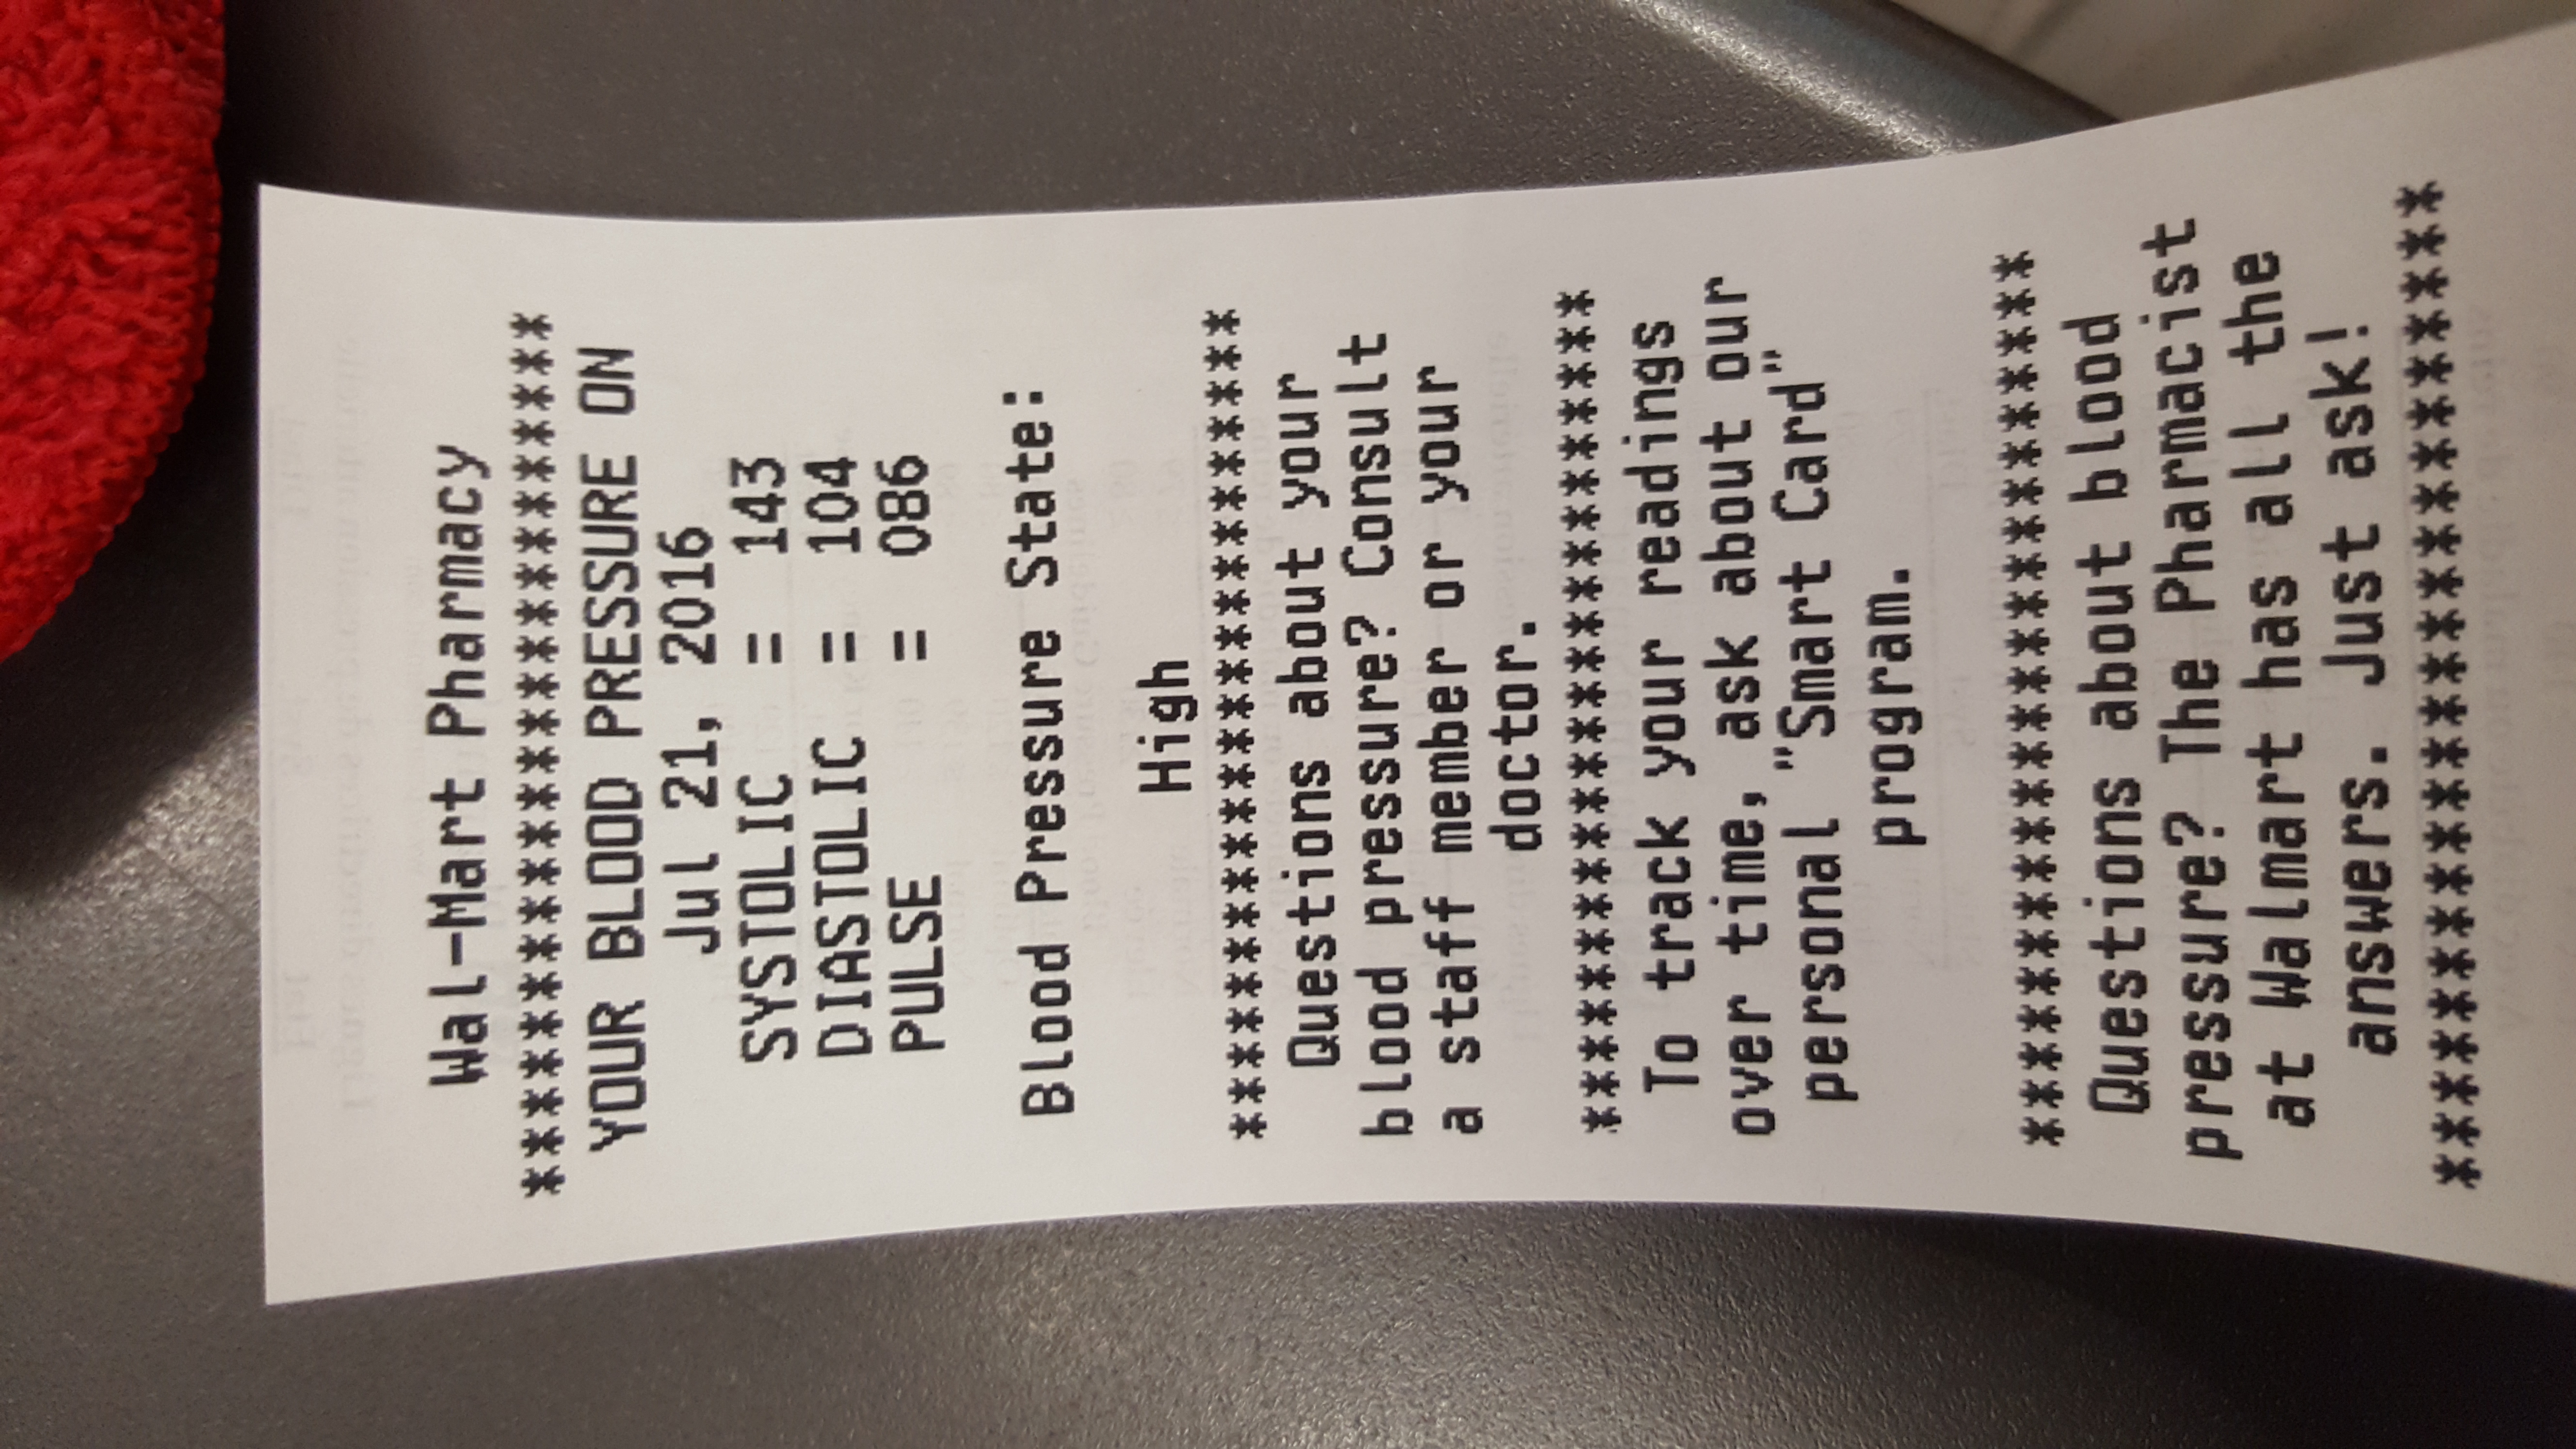 Wal-Mart Pharmacy
************************
YOUR BLOOD PRESSURE ON
Jul 21, 2016
SYSTOLIC = 143
DIASTOLIC = 104
PULSE = 086
Blood Pressure State:
High
************************
Questions about your
blood pressure? Consult
a staff member or your
doctor.
************************
To track your readings
over time, ask about our
personal "Smart Card"
program.
************************
Questions about blood
pressure? The Pharmacist
at Walmart has all the
answers. Just ask!
************************